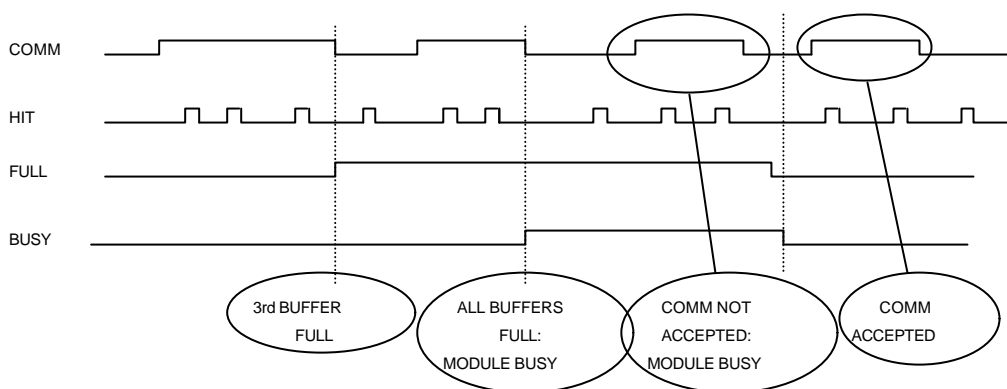 COMM
HIT
FULL
BUSY
3rd BUFFER
FULL
ALL BUFFERS
FULL:
MODULE BUSY
COMM NOT
ACCEPTED:
MODULE BUSY
COMM
ACCEPTED